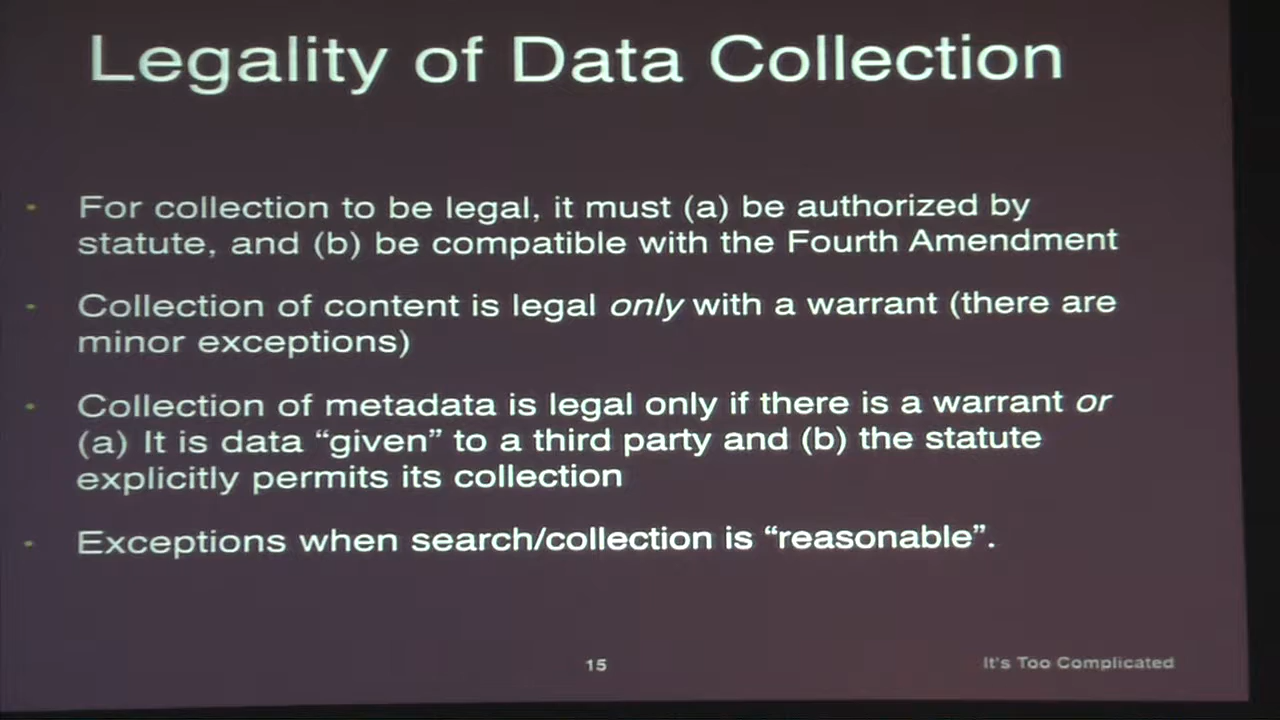 Legality of Data Collection
For collection to be legal, it must (a) be authorized by
statute, and (b) be compatible with the Fourth Amendment
Collection of content is legal only with a warrant (there are
minor exceptions)
Collection of metadata is legal only if there is a warrant or
(a) It is data “given” to a third party and (b) the statute
explicitly permits its collection
Exceptions when search/collection is “reasonable”.
15
It's Too Complicated